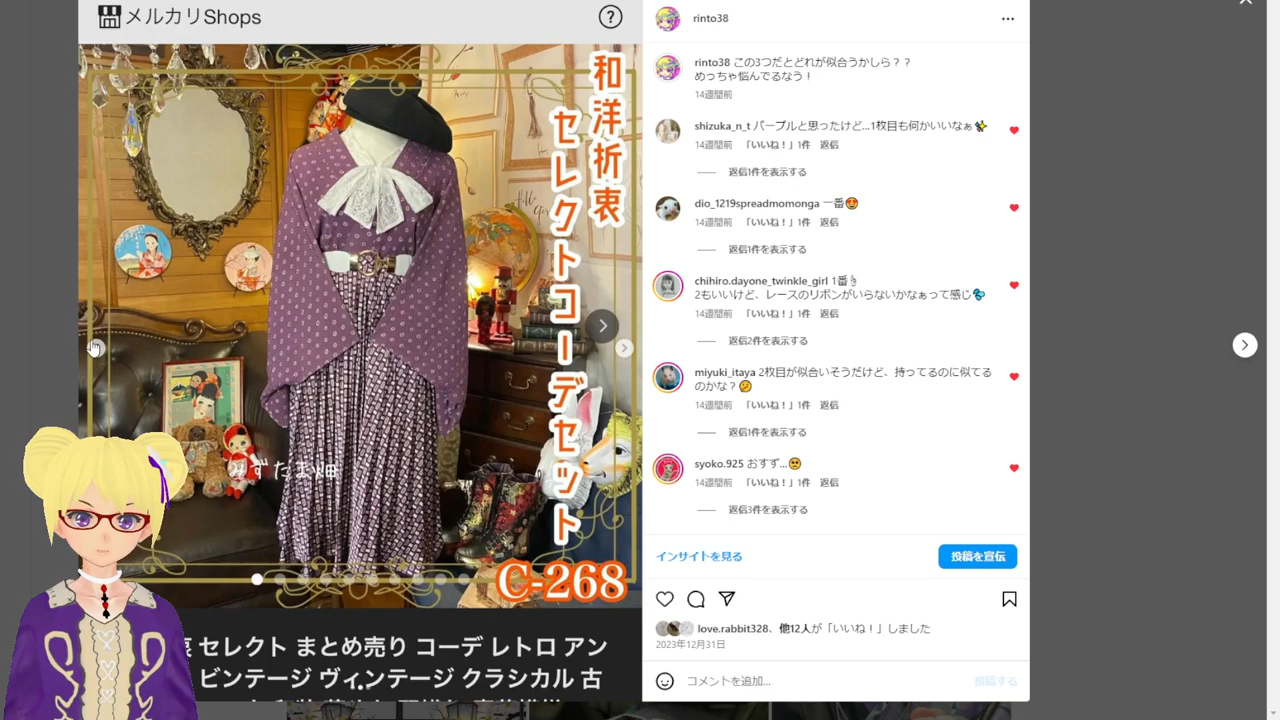 メルカリShops
?
和洋折衷
セレクトコーデセット
みずたま畑
C-268
衷 セレクト まとめ売り コーデ レトロ アン
ビンテージ ヴィンテージ クラシカル 古
rinto38
rinto38 この3つだとどれが似合うかしら？？
めっちゃ悩んでるなう！
14週間前
shizuka_n_t パープルと思ったけど...1枚目も何かいいなぁ✨
14週間前 「いいね！」1件 返信
返信1件を表示する
dio_1219spreadmomonga 一番😍
14週間前 「いいね！」1件 返信
返信1件を表示する
chihiro.dayone_twinkle_girl 1番☝
2もいいけど、レースのリボンがいらないかなぁって感じ🫧
14週間前 「いいね！」1件 返信
返信2件を表示する
miyuki_itaya 2枚目が似合いそうだけど、持ってるのに似てる
のかな？🤔
14週間前 「いいね！」1件 返信
返信1件を表示する
syoko.925 おすず...🥺
14週間前 「いいね！」1件 返信
返信3件を表示する
インサイトを見る
投稿を宣伝
love.rabbit328、他12人が「いいね！」しました
2023年12月31日
コメントを追加...
投稿する